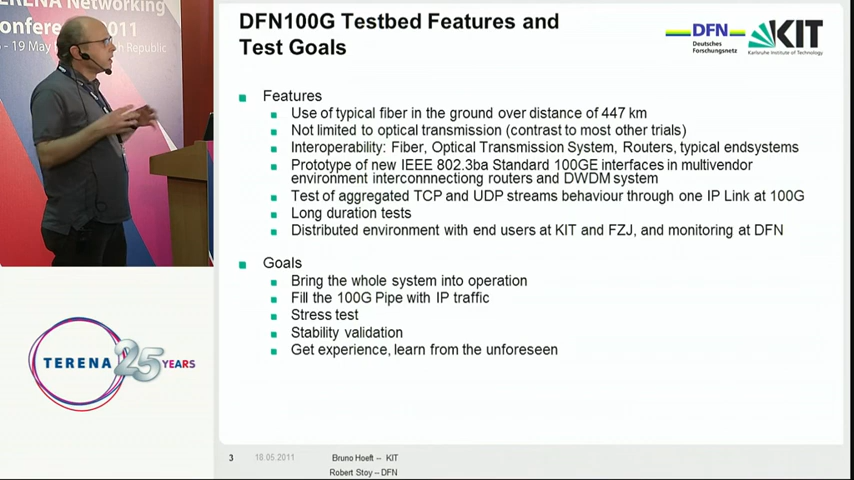 TERENA Networking
Conference 2011
19 May
Republic
TERENA 25 YEARS
DFN100G Testbed Features and
Test Goals
DFN
Deutsches
Forschungsnetz
KIT
Karlsruhe Institute of Technology
Features
Use of typical fiber in the ground over distance of 447 km
Not limited to optical transmission (contrast to most other trials)
Interoperability: Fiber, Optical Transmission System, Routers, typical endsystems
Prototype of new IEEE 802.3ba Standard 100GE interfaces in multivendor
environment interconnnectiong routers and DWDM system
Test of aggregated TCP and UDP streams behaviour through one IP Link at 100G
Long duration tests
Distributed environment with end users at KIT and FZJ, and monitoring at DFN
Goals
Bring the whole system into operation
Fill the 100G Pipe with IP traffic
Stress test
Stability validation
Get experience, learn from the unforeseen
3
18.05.2011
Bruno Hoeft – KIT
Robert Stoy – DFN